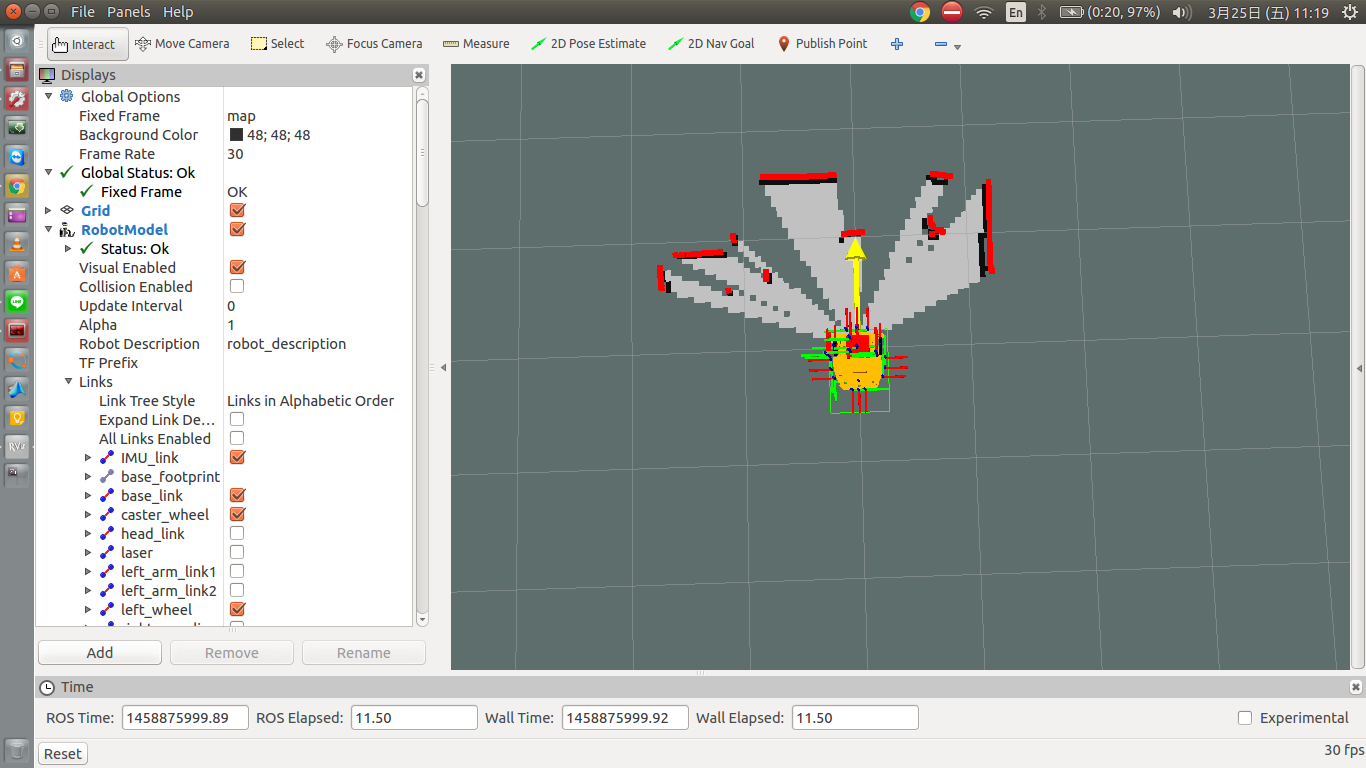 File Panels Help En (0:20, 97%) 3月25日 (五) 11:19
Interact Move Camera Select Focus Camera Measure 2D Pose Estimate 2D Nav Goal Publish Point
Displays
Global Options
Fixed Frame map
Background Color 48; 48; 48
Frame Rate 30
Global Status: Ok
Fixed Frame OK
Grid
RobotModel
Status: Ok
Visual Enabled
Collision Enabled
Update Interval 0
Alpha 1
Robot Description robot_description
TF Prefix
Links
Link Tree Style Links in Alphabetic Order
Expand Link De...
All Links Enabled
IMU_link
base_footprint
base_link
caster_wheel
head_link
laser
left_arm_link1
left_arm_link2
left_wheel
Add Remove Rename
Time
ROS Time: 1458875999.89 ROS Elapsed: 11.50 Wall Time: 1458875999.92 Wall Elapsed: 11.50 Experimental
Reset 30 fps